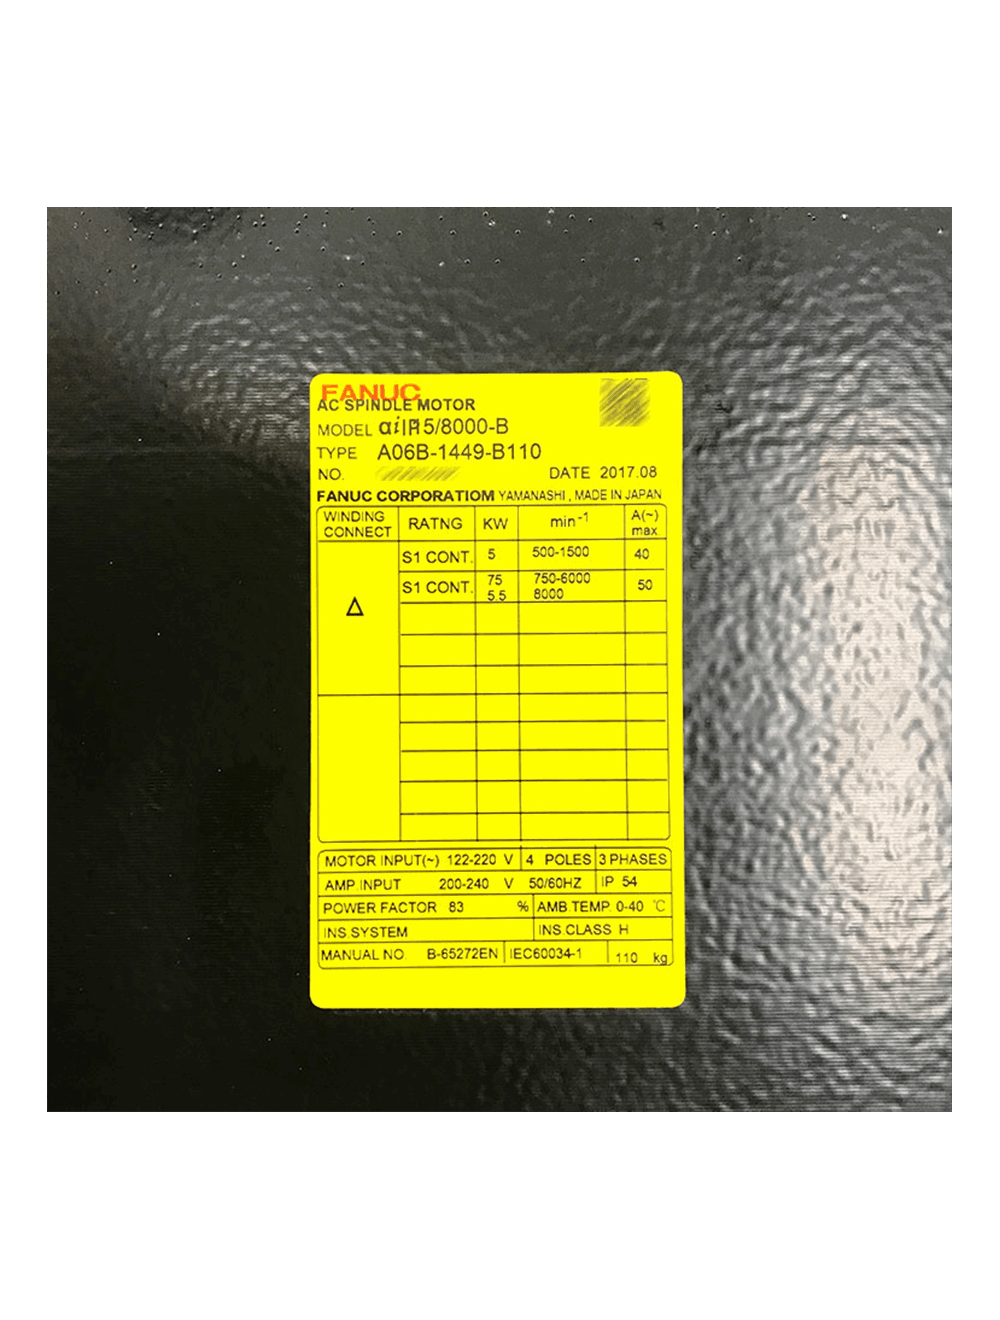 FANUC
AC SPINDLE MOTOR
MODEL αiIP15/8000-B
TYPE A06B-1449-B110
NO. DATE 2017.08
FANUC CORPORATIOM YAMANASHI , MADE IN JAPAN
WINDING CONNECT RATNG KW min-1 A(~) max.
S1 CONT. 5 500-1500 40
Δ S1 CONT. 75 5.5 750-6000 8000 50
MOTOR INPUT(~) 122-220 V 4 POLES 3 PHASES
AMP.INPUT 200-240 V 50/60HZ IP 54
POWER FACTOR 83 % AMB.TEMP. 0-40 °C
INS.SYSTEM INS.CLASS H
MANUAL NO. B-65272EN IEC60034-1 110 kg